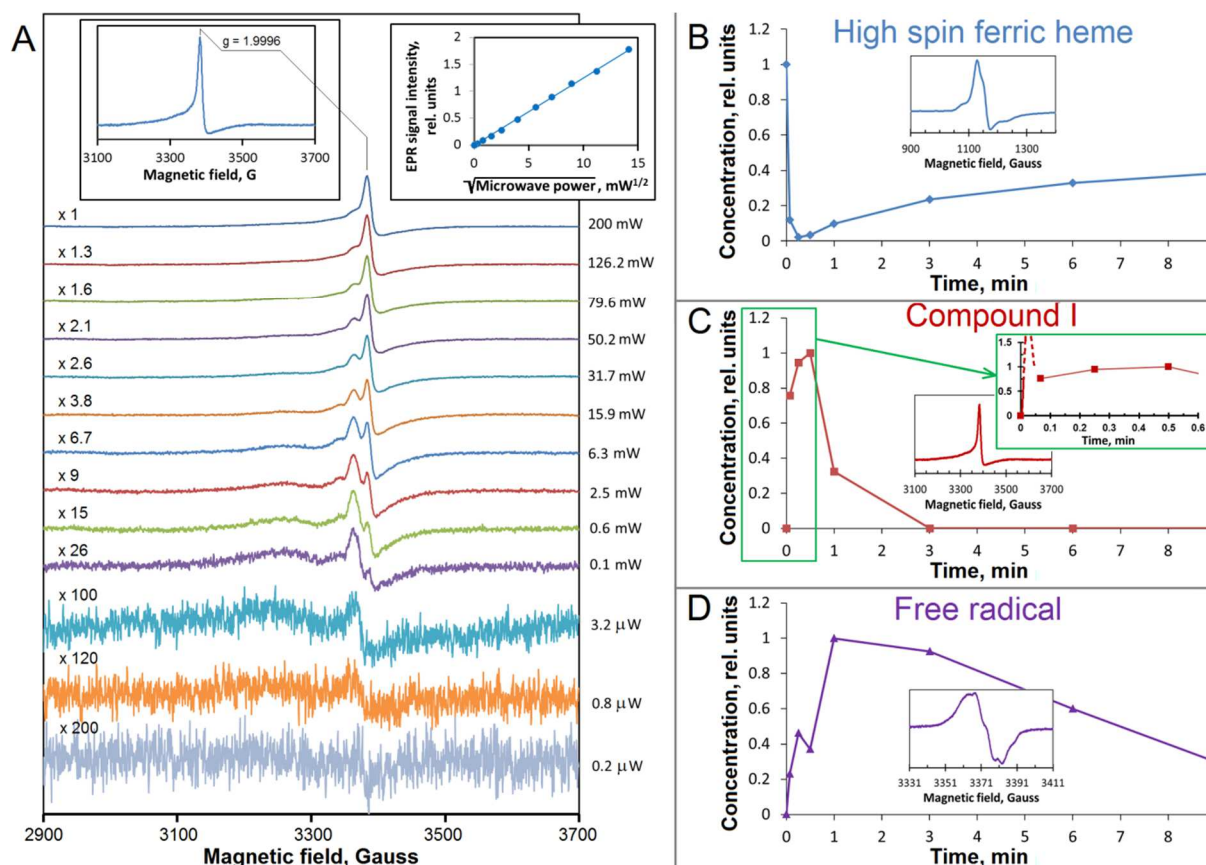 A
g = 1.9996
3100 3300 3500 3700
Magnetic field, G
EPR signal intensity,
rel. units
2
1.5
1
0.5
0
0 5 10 15
√Microwave power, mW1/2
x 1
200 mW
x 1.3
126.2 mW
x 1.6
79.6 mW
x 2.1
50.2 mW
x 2.6
31.7 mW
x 3.8
15.9 mW
x 6.7
6.3 mW
x 9
2.5 mW
x 15
0.6 mW
x 26
0.1 mW
x 100
3.2 μW
x 120
0.8 μW
x 200
0.2 μW
2900 3100 3300 3500 3700
Magnetic field, Gauss
B
High spin ferric heme
Concentration, rel. units
1.2
1
0.8
0.6
0.4
0.2
0
900 1100 1300
Magnetic field, Gauss
0 1 2 3 4 5 6 7 8
Time, min
C
Compound I
Concentration, rel. units
1.2
1
0.8
0.6
0.4
0.2
0
1.5
1
0.5
0
0 0.1 0.2 0.3 0.4 0.5 0.6
Time, min
3100 3300 3500 3700
Magnetic field, Gauss
0 1 2 3 4 5 6 7 8
Time, min
D
Free radical
Concentration, rel. units
1.2
1
0.8
0.6
0.4
0.2
0
3331 3351 3371 3391 3411
Magnetic field, Gauss
0 1 2 3 4 5 6 7 8
Time, min